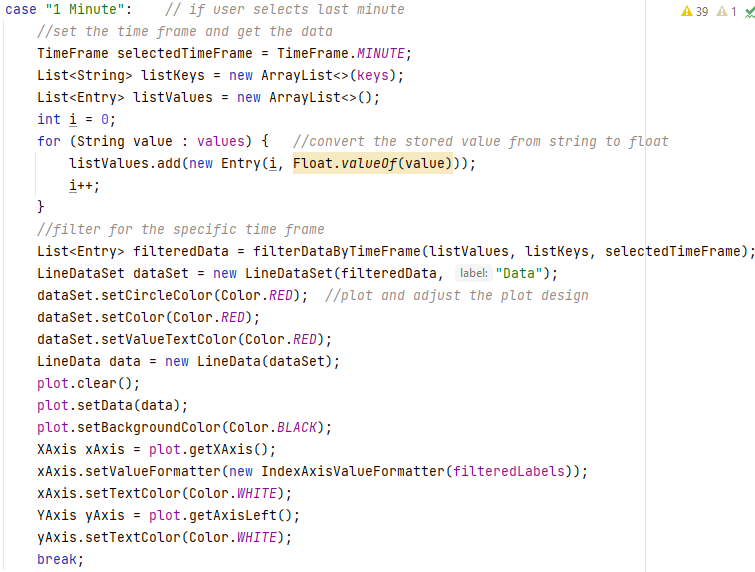 case "1 Minute":    // if user selects last minute    39    1
    //set the time frame and get the data
    TimeFrame selectedTimeFrame = TimeFrame.MINUTE;
    List<String> listKeys = new ArrayList<>(keys);
    List<Entry> listValues = new ArrayList<>();
    int i = 0;
    for (String value : values) {   //convert the stored value from string to float
        listValues.add(new Entry(i, Float.valueOf(value)));
        i++;
    }
    //filter for the specific time frame
    List<Entry> filteredData = filterDataByTimeFrame(listValues, listKeys, selectedTimeFrame);
    LineDataSet dataSet = new LineDataSet(filteredData, label: "Data");
    dataSet.setCircleColor(Color.RED);  //plot and adjust the plot design
    dataSet.setColor(Color.RED);
    dataSet.setValueTextColor(Color.RED);
    LineData data = new LineData(dataSet);
    plot.clear();
    plot.setData(data);
    plot.setBackgroundColor(Color.BLACK);
    XAxis xAxis = plot.getXAxis();
    xAxis.setValueFormatter(new IndexAxisValueFormatter(filteredLabels));
    xAxis.setTextColor(Color.WHITE);
    YAxis yAxis = plot.getAxisLeft();
    yAxis.setTextColor(Color.WHITE);
    break;